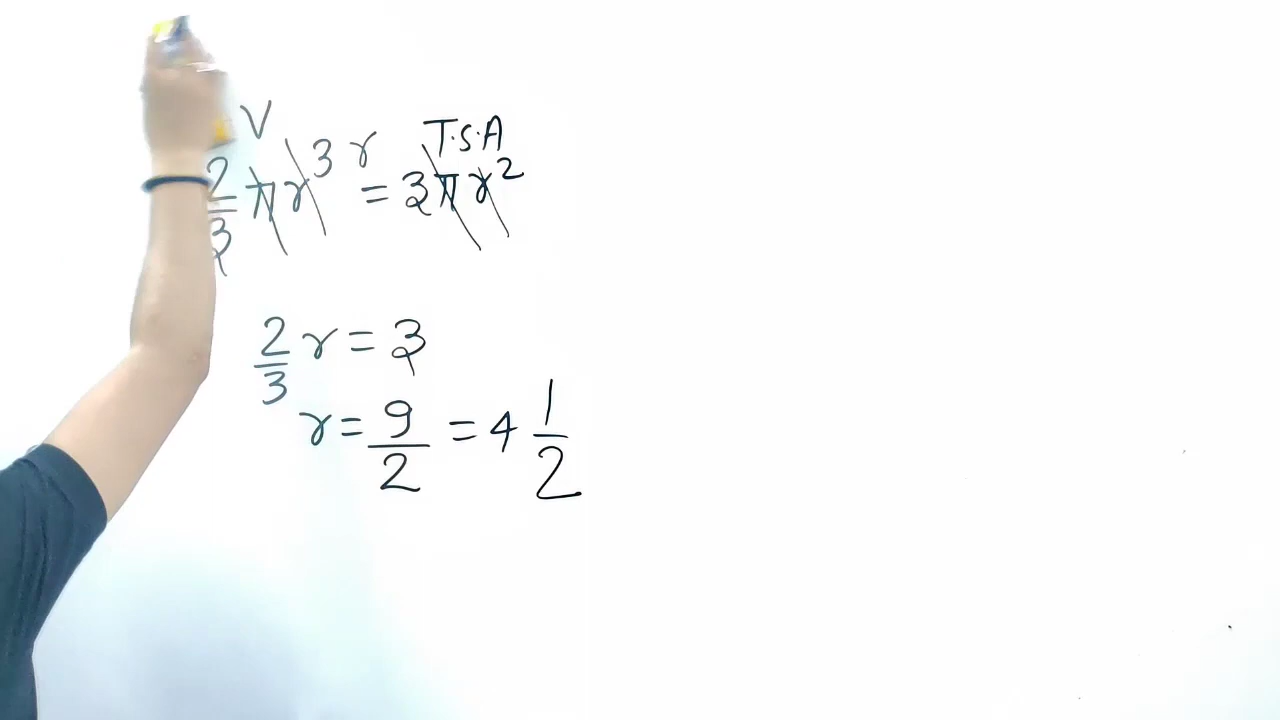 V T.S.A
2/3 πr³ r = 3πr²
2/3 r = 3
r = 9/2 = 4 1/2